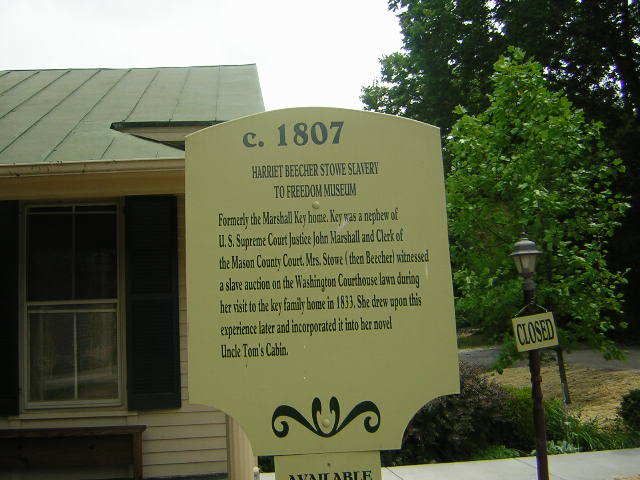 c. 1807
HARRIET BEECHER STOWE SLAVERY
TO FREEDOM MUSEUM
Formerly the Marshall Key home. Key was a nephew of
U. S. Supreme Court Justice John Marshall and Clerk of
the Mason County Court. Mrs. Stowe ( then Beecher) witnessed
a slave auction on the Washington Courthouse lawn during
her visit to the key family home in 1833. She drew upon this
experience later and incorporated it into her novel
Uncle Tom's Cabin.
AVAILABLE
CLOSED